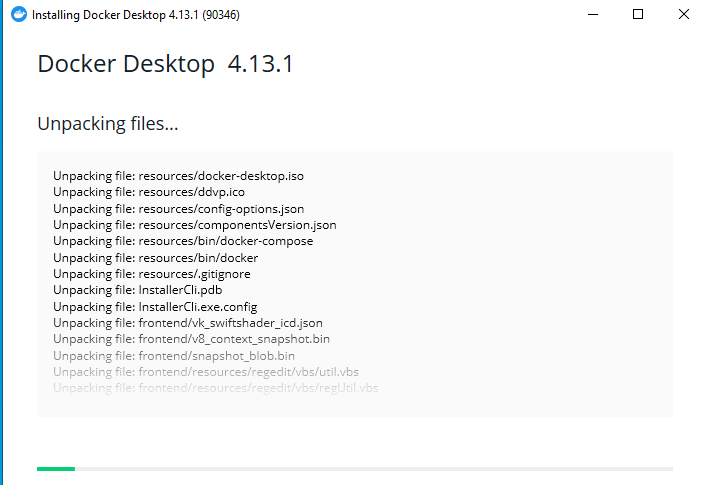 Installing Docker Desktop 4.13.1 (90346)
Docker Desktop 4.13.1
Unpacking files...
Unpacking file: resources/docker-desktop.iso
Unpacking file: resources/ddvp.ico
Unpacking file: resources/config-options.json
Unpacking file: resources/componentsVersion.json
Unpacking file: resources/bin/docker-compose
Unpacking file: resources/bin/docker
Unpacking file: resources/.gitignore
Unpacking file: InstallerCli.pdb
Unpacking file: InstallerCli.exe.config
Unpacking file: frontend/vk_swiftshader_icd.json
Unpacking file: frontend/v8_context_snapshot.bin
Unpacking file: frontend/snapshot_blob.bin
Unpacking file: frontend/resources/regedit/vbs/util.vbs
Unpacking file: frontend/resources/regedit/vbs/regUtil.vbs